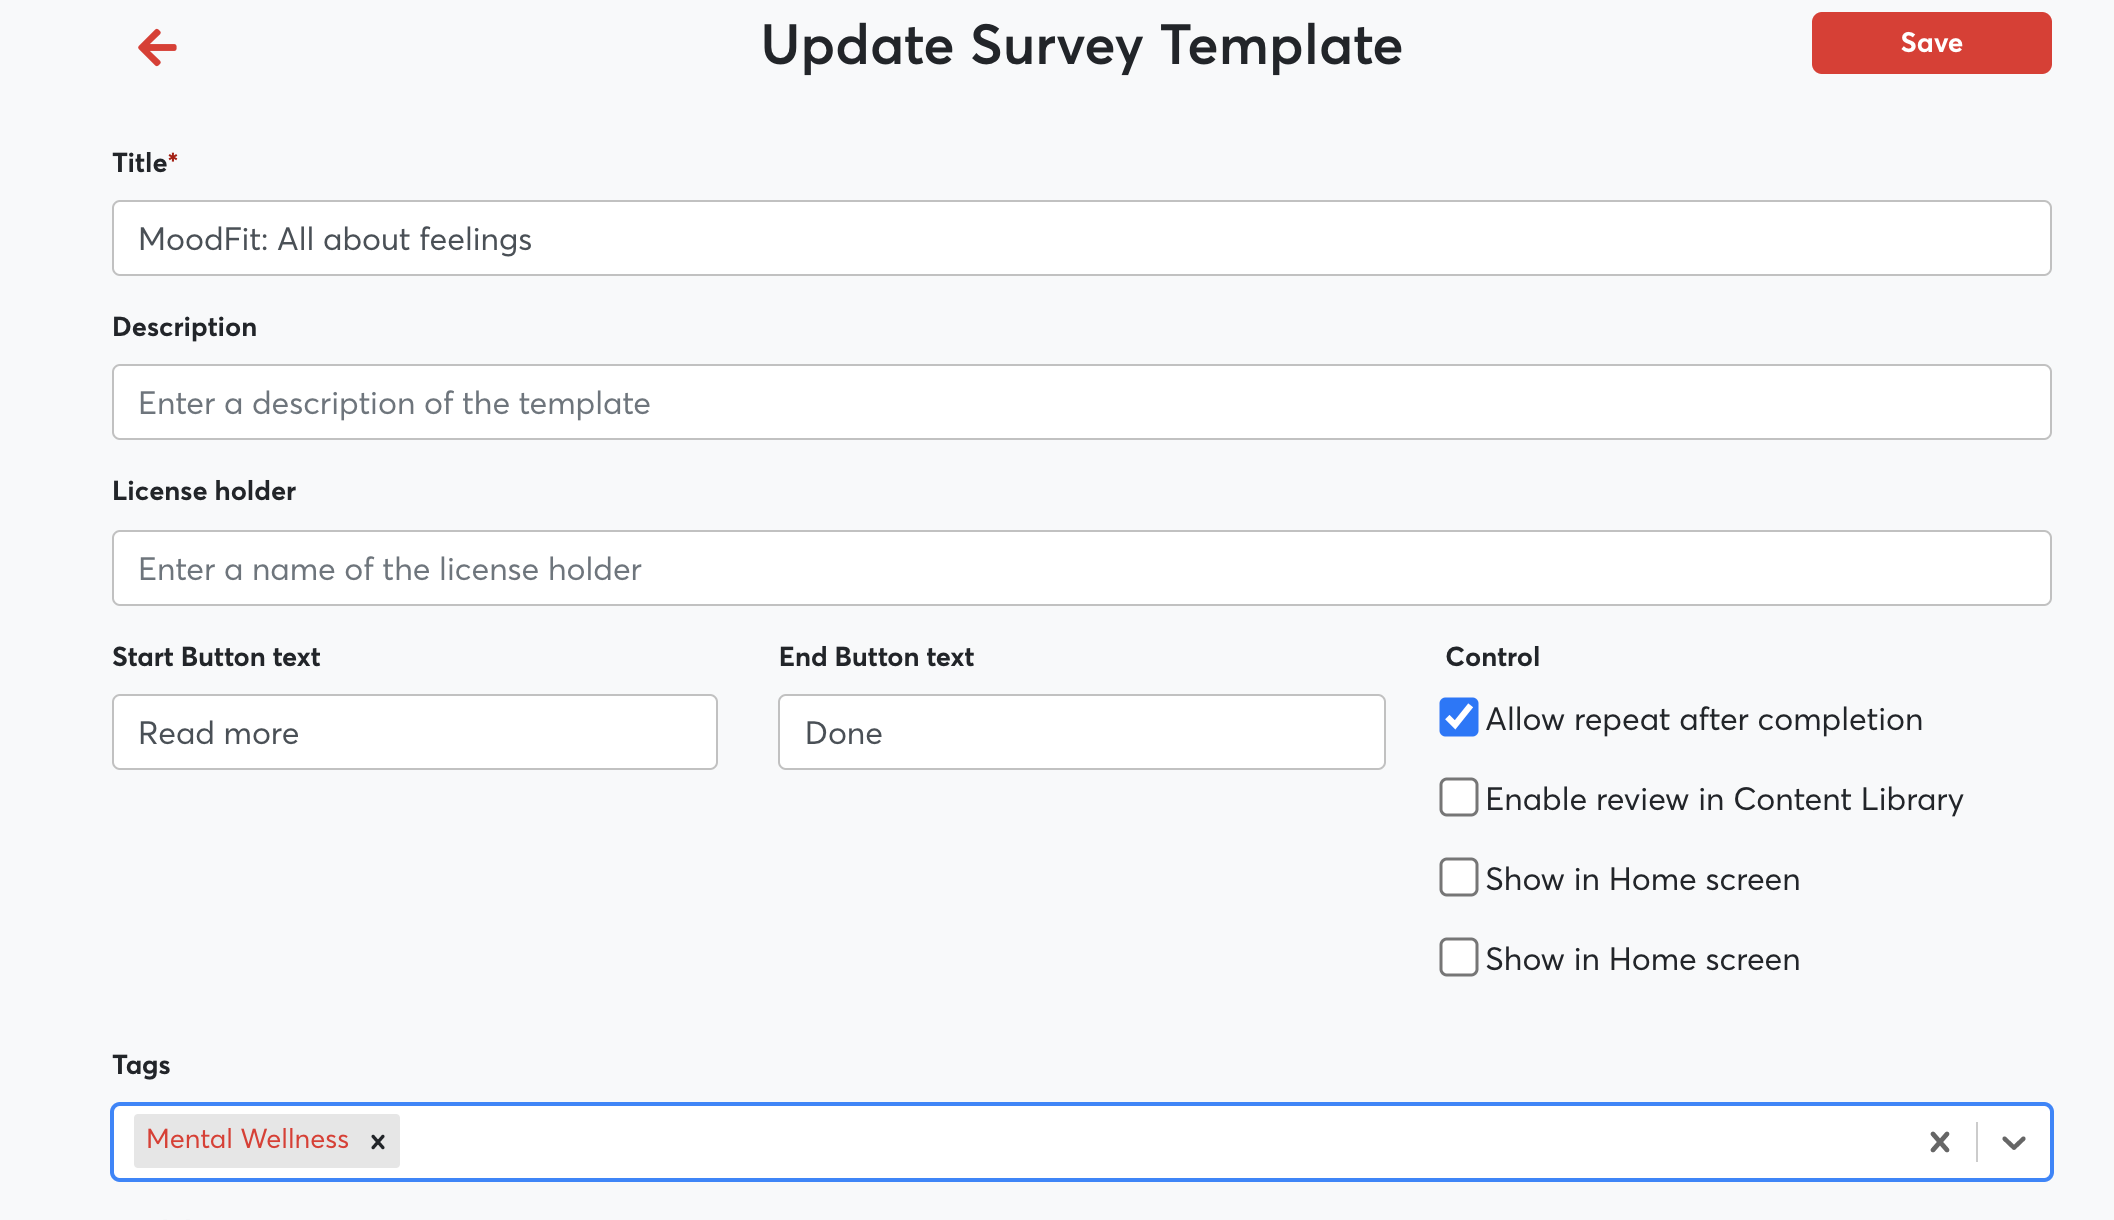 Update Survey Template
Save
Title*
MoodFit: All about feelings
Description
Enter a description of the template
License holder
Enter a name of the license holder
Start Button text
Read more
End Button text
Done
Control
Allow repeat after completion
Enable review in Content Library
Show in Home screen
Show in Home screen
Tags
Mental Wellness x